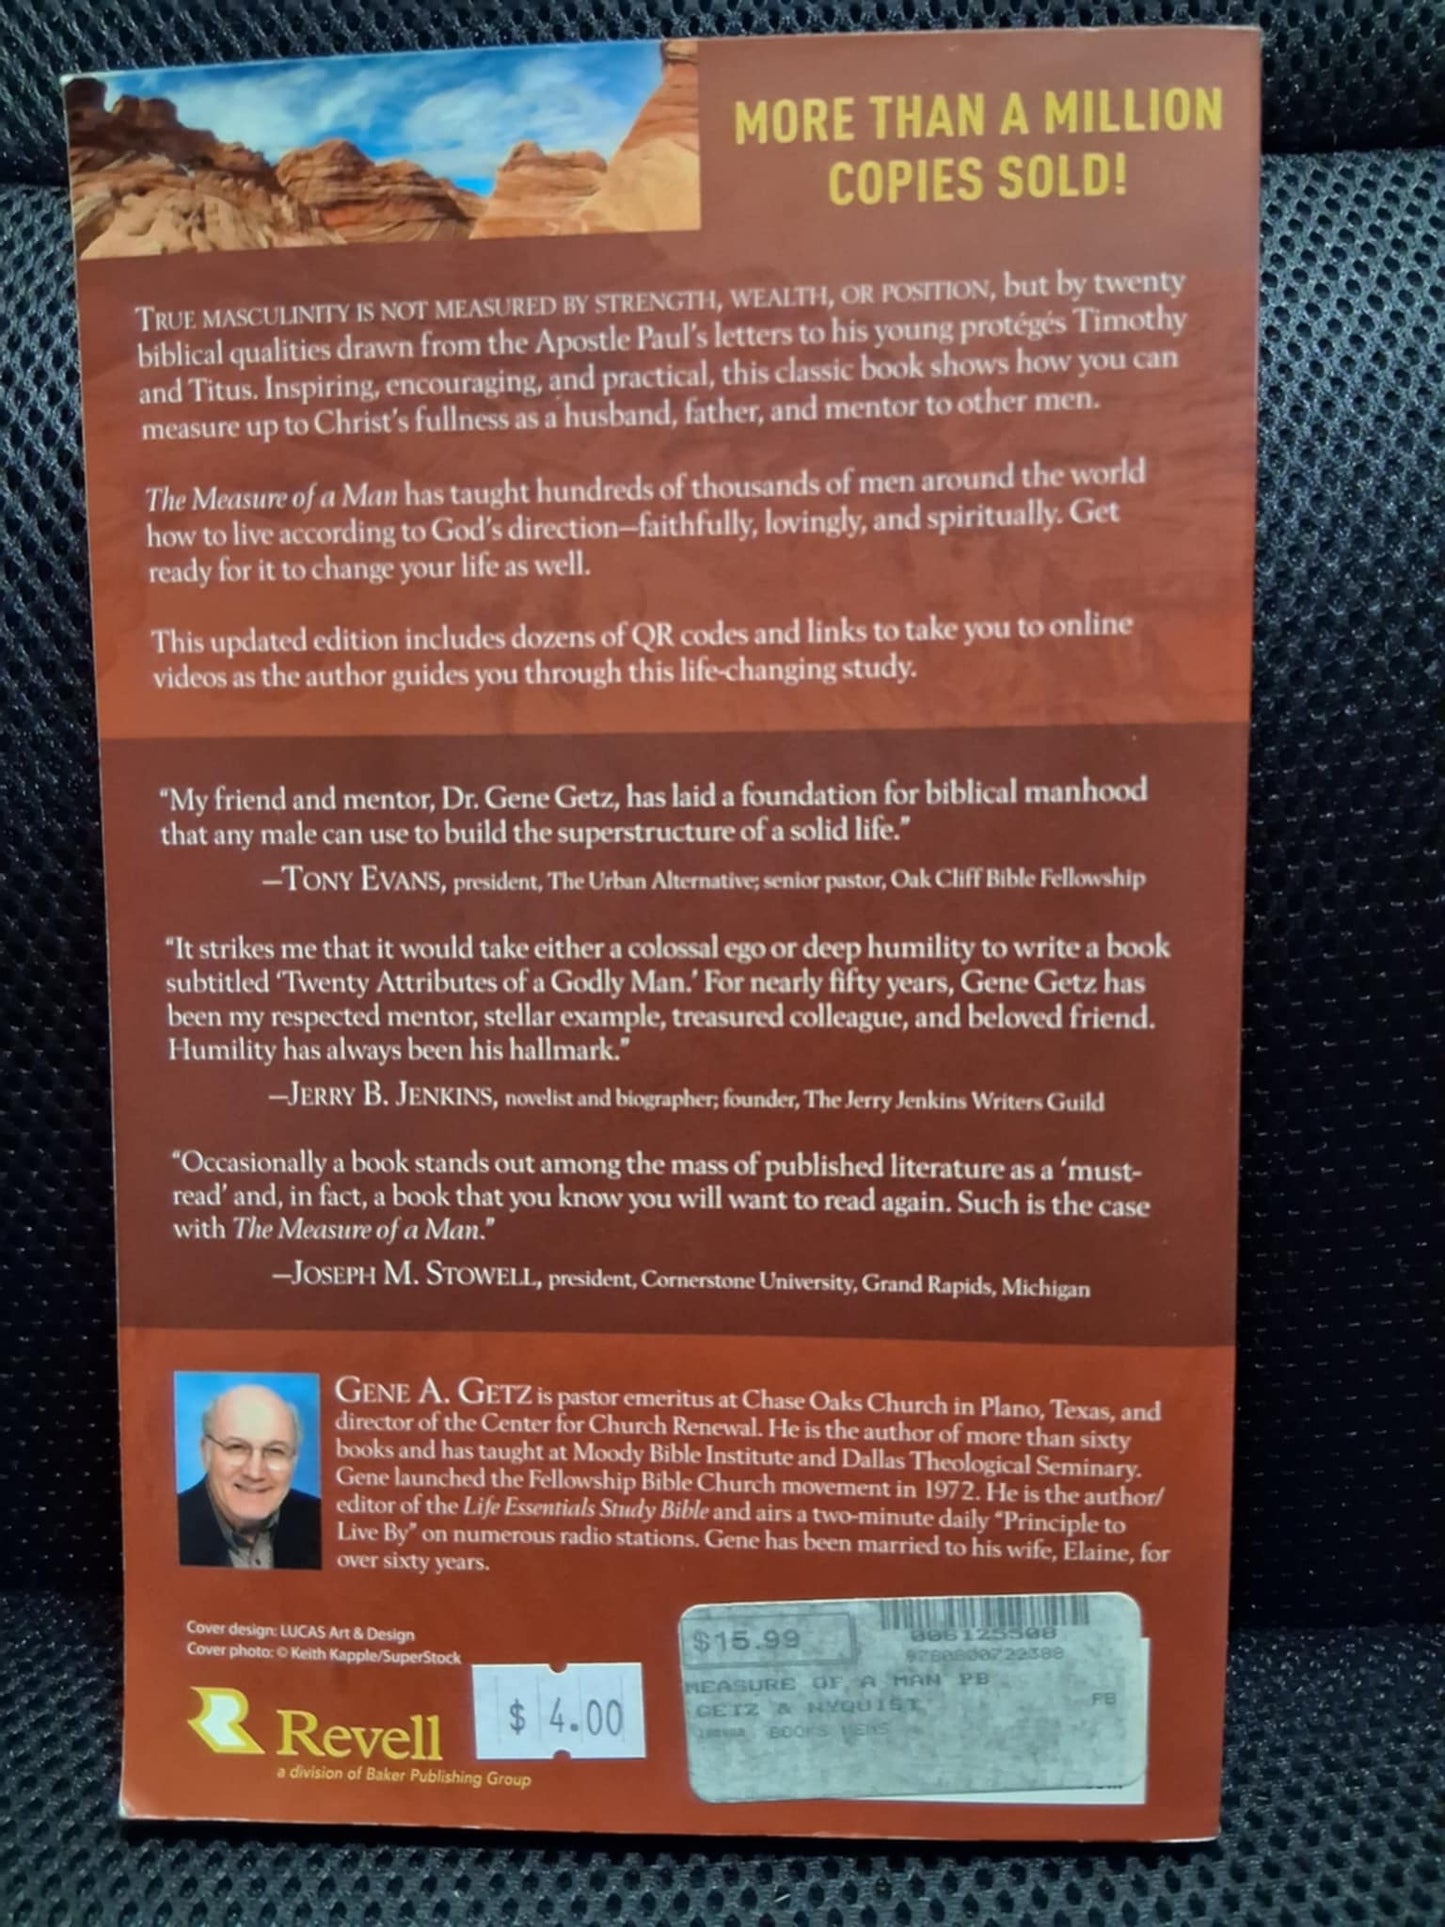 MORE THAN A MILLION
COPIES SOLD!
TRUE MASCULINITY IS NOT MEASURED BY STRENGTH, WEALTH, OR POSITION, but by twenty
biblical qualities drawn from the Apostle Paul's letters to his young protégés Timothy
and Titus. Inspiring, encouraging, and practical, this classic book shows how you can
measure up to Christ's fullness as a husband, father, and mentor to other men.
The Measure of a Man has taught hundreds of thousands of men around the world
how to live according to God's direction—faithfully, lovingly, and spiritually. Get
ready for it to change your life as well.
This updated edition includes dozens of QR codes and links to take you to online
videos as the author guides you through this life-changing study.
"My friend and mentor, Dr. Gene Getz, has laid a foundation for biblical manhood
that any male can use to build the superstructure of a solid life."
—TONY EVANS, president, The Urban Alternative; senior pastor, Oak Cliff Bible Fellowship
"It strikes me that it would take either a colossal ego or deep humility to write a book
subtitled 'Twenty Attributes of a Godly Man.' For nearly fifty years, Gene Getz has
been my respected mentor, stellar example, treasured colleague, and beloved friend.
Humility has always been his hallmark."
—JERRY B. JENKINS, novelist and biographer; founder, The Jerry Jenkins Writers Guild
"Occasionally a book stands out among the mass of published literature as a 'must-
read' and, in fact, a book that you know you will want to read again. Such is the case
with The Measure of a Man."
—JOSEPH M. STOWELL, president, Cornerstone University, Grand Rapids, Michigan
GENE A. GETZ is pastor emeritus at Chase Oaks Church in Plano, Texas, and
director of the Center for Church Renewal. He is the author of more than sixty
books and has taught at Moody Bible Institute and Dallas Theological Seminary.
Gene launched the Fellowship Bible Church movement in 1972. He is the author/
editor of the Life Essentials Study Bible and airs a two-minute daily "Principle to
Live By" on numerous radio stations. Gene has been married to his wife, Elaine, for
over sixty years.
Cover design: LUCAS Art & Design
Cover photo: © Keith Kapple/SuperStock
Revell
a division of Baker Publishing Group
$ 4.00
$15.99
006125508
9780800722388
MEASURE OF A MAN PB
GETZ & NYQUIST
PB
BOOKS MENS